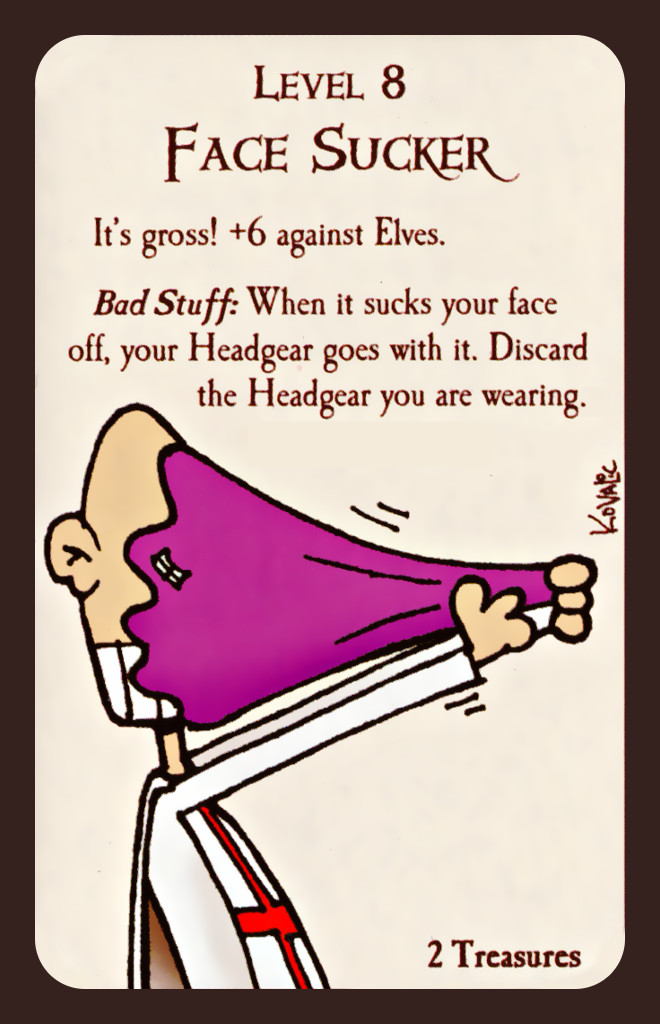 Level 8
Face Sucker
It's gross! +6 against Elves.
Bad Stuff: When it sucks your face
off, your Headgear goes with it. Discard
the Headgear you are wearing.
Kovalic
2 Treasures